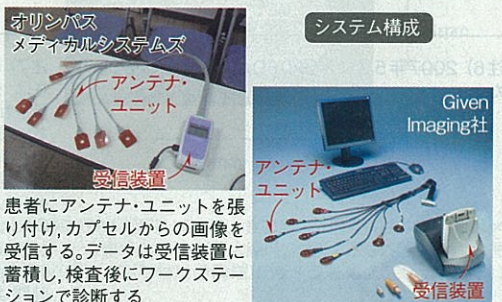 オリンパス
メディカルシステムズ
アンテナ・
ユニット
受信装置
患者にアンテナ・ユニットを張
り付け,カプセルからの画像を
受信する。データは受信装置に
蓄積し,検査後にワークステー
ションで診断する
システム構成
Given
Imaging社
アンテナ・
ユニット
受信装置